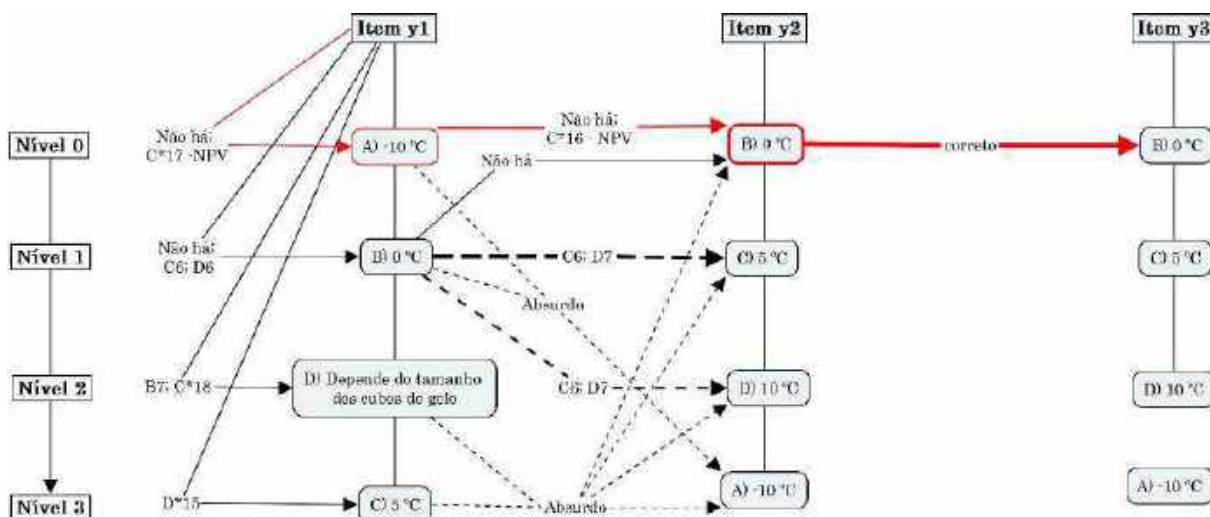 Item y1
Item y2
Item y3
Nível 0
Não há;
C*17 -NPV
A) -10 °C
Não há;
C*16 - NPV
Não há
B) 0 °C
correto
B) 0 °C
Nível 1
Não há;
C6; D6
B) 0 °C
C6; D7
C) 5 °C
C) 5 °C
Absurdo
Nível 2
B7; C*18
D) Depende do tamanho
dos cubos de gelo
C6; D7
D) 10 °C
D) 10 °C
Nível 3
D*15
C) 5 °C
Absurdo
A) -10 °C
A) -10 °C